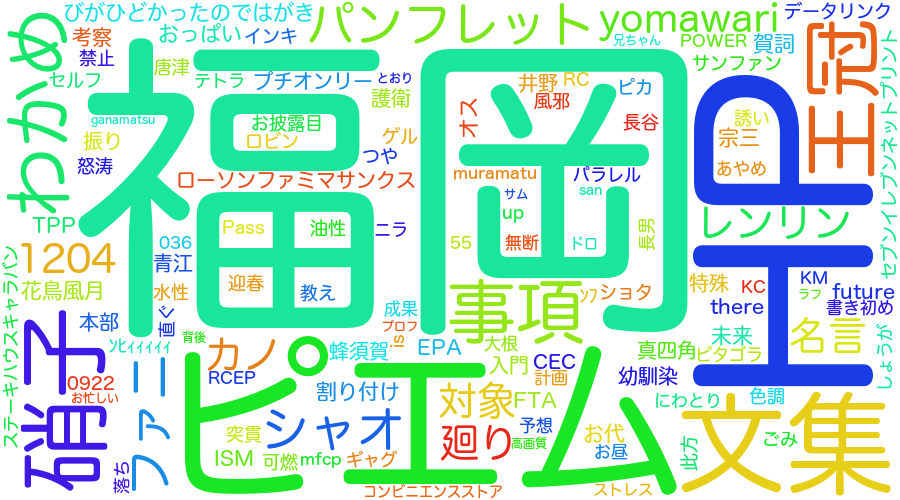 びがひどかったのではがき
パンフレット
yomawari
データリンク
考察
おっぱい
インキ
兄ちゃん
POWER
賀詞
王冠
禁止
唐津
サンファン
セルフ
テトラ
プチオンリー
とおり
井野
RC
ピカ
わかめ
ganamatsu
護衛
オス
風邪
誘い
セブンイレブンネットプリント
お披露目
長谷
振り
ロビン
ゲル
宗三
福岡
エP
怒涛
つや
あやめ
ローソンファミマサンクス
muramatu
パラレル
サム
san
TPP
Pass
油性
ニラ
up
レンリン
036
55
無断
ドロ
長男
1204
青江
迎春
教え
ｿﾌ
ショタ
特殊
KC
KM
花鳥風月
水性
ラフ
future
there
書き初め
ステーキハウスキャラバン
本部
直ぐ
成果
事項
プロフ
is
未来
名言
硝子
ﾝﾋｨｨｨｨｨ
背後
カノ
蜂須賀
EPA
大根
真四角
ピタゴラ
しょうが
0922
RCEP
入門
CEC
計画
幼馴染
お忙しい
ファニ
ピエム
割り付け
対象
FTA
にわとり
色調
文集
突貫
シャオ
廻り
予想
高画質
お代
お昼
此方
ごみ
落ち
ISM
可燃
mfcp
ギャグ
コンビニエンスストア
ストレス